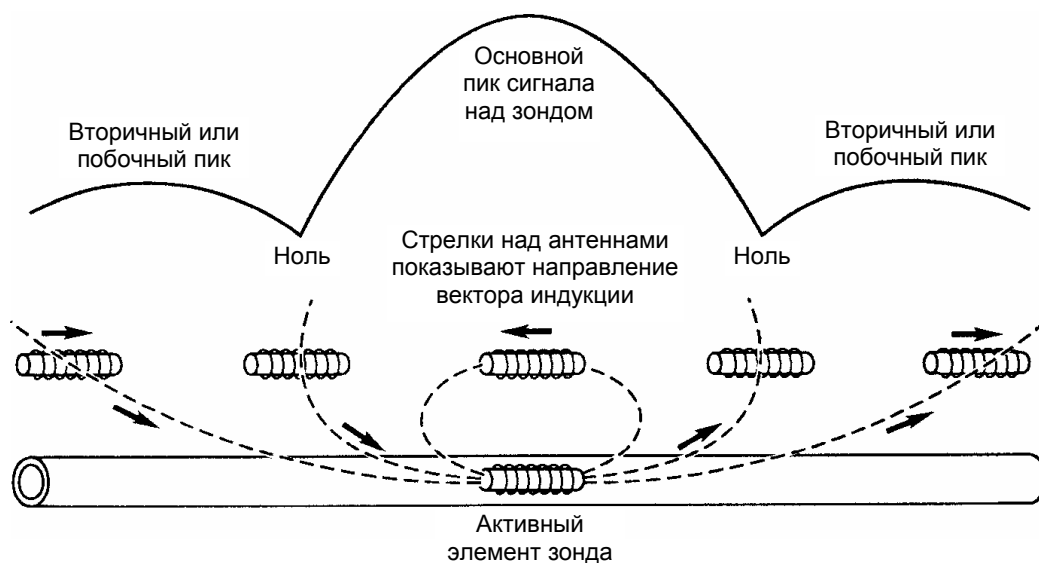 Основной
пик сигнала
над зондом
Вторичный или
побочный пик
Вторичный или
побочный пик
Ноль
Стрелки над антеннами
показывают направление
вектора индукции
Ноль
Активный
элемент зонда